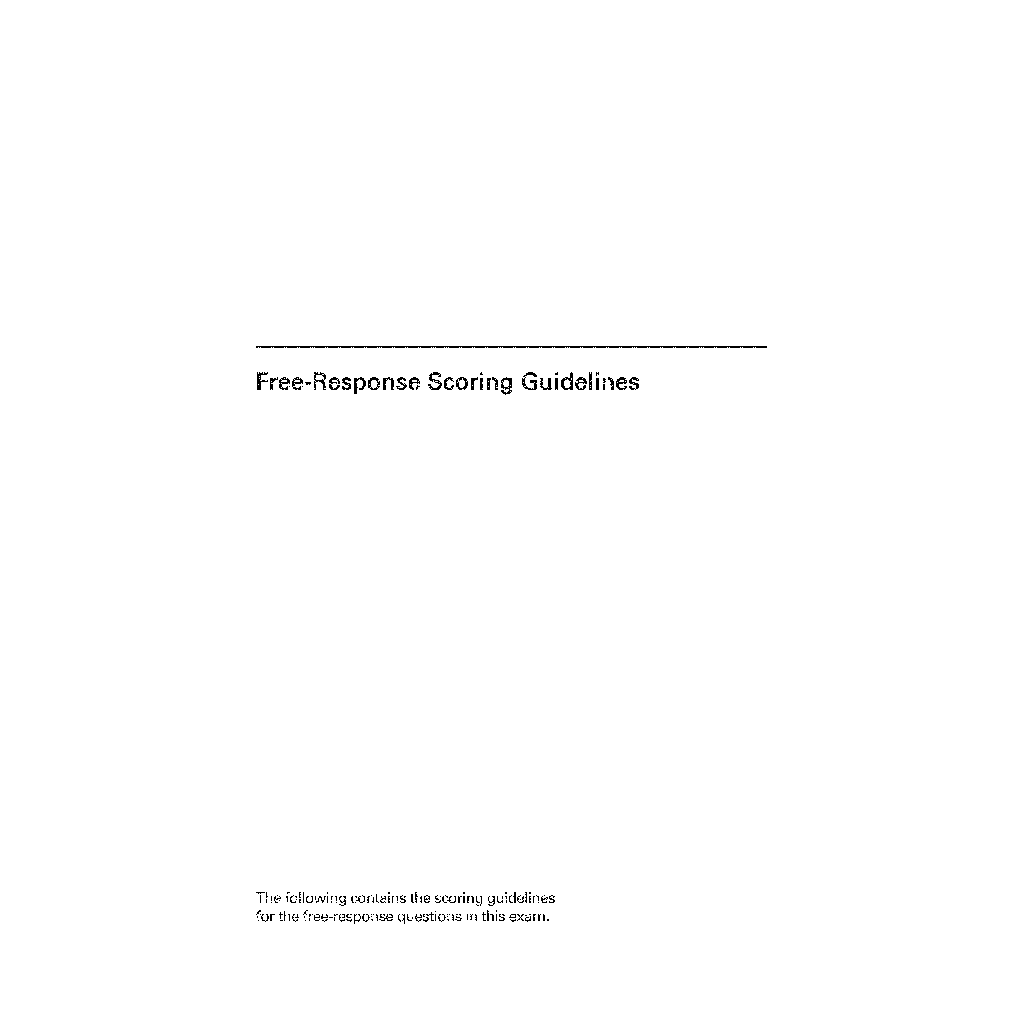 Free-Response Scoring Guidelines
The following contains the scoring guidelines
for the free-response questions in this exam.